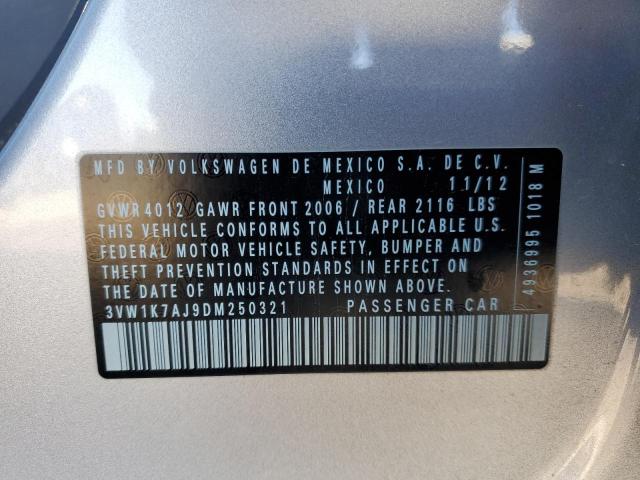 MFD BY VOLKSWAGEN DE MEXICO S.A. DE C.V.
MEXICO 11/12
GVWR 4012 GAWR FRONT 2006 / REAR 2116 LBS
THIS VEHICLE CONFORMS TO ALL APPLICABLE U.S.
FEDERAL MOTOR VEHICLE SAFETY, BUMPER AND
THEFT PREVENTION STANDARDS IN EFFECT ON
THE DATE OF MANUFACTURE SHOWN ABOVE.
3VW1K7AJ9DM250321 PASSENGER CAR
4936995 1018 M